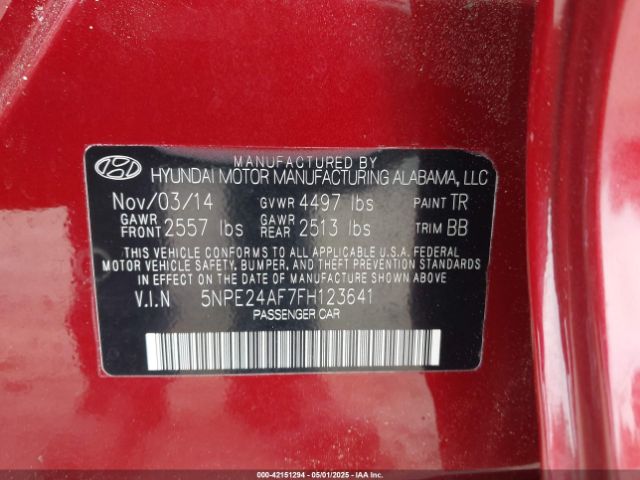 MANUFACTURED BY
HYUNDAI MOTOR MANUFACTURING ALABAMA, LLC
Nov/03/14 GVWR 4497 lbs PAINT TR
GAWR FRONT 2557 lbs GAWR REAR 2513 lbs TRIM BB
THIS VEHICLE CONFORMS TO ALL APPLICABLE U.S.A. FEDERAL
MOTOR VEHICLE SAFETY, BUMPER, AND THEFT PREVENTION STANDARDS
IN EFFECT ON THE DATE OF MANUFACTURE SHOWN ABOVE.
V.I.N 5NPE24AF7FH123641
PASSENGER CAR
000-42151294 05/01/2025 IAAI.COM